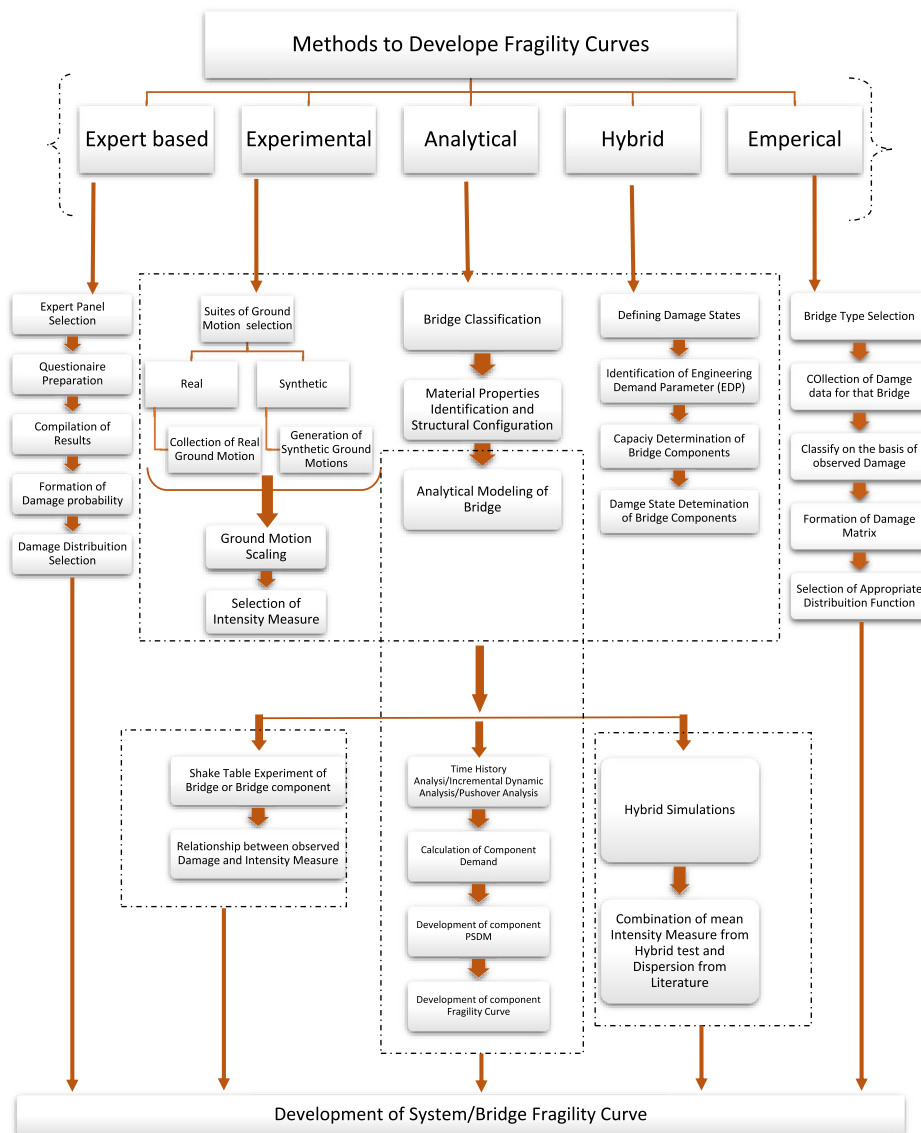 Methods to Develope Fragility Curves
Expert based
Experimental
Analytical
Hybrid
Emperical
Expert Panel
Selection
Questionaire
Preparation
Compilation of
Results
Formation of
Damage probability
Damage Distribuition
Selection
Suites of Ground
Motion selection
Real
Synthetic
Collection of Real
Ground Motion
Generation of
Synthetic Ground
Motions
Ground Motion
Scaling
Selection of
Intensity Measure
Bridge Classification
Material Properties
Identification and
Structural Configuration
Analytical Modeling of
Bridge
Defining Damage States
Identification of Engineering
Demand Parameter (EDP)
Capaciy Determination of
Bridge Components
Damge State Detemination
of Bridge Components
Bridge Type Selection
COllection of Damge
data for that Bridge
Classify on the basis of
observed Damage
Formation of Damage
Matrix
Selection of Appropriate
Distribuition Function
Shake Table Experiment of
Bridge or Bridge component
Relationship between observed
Damage and Intensity Measure
Time History
Analysi/Incremental Dynamic
Analysis/Pushover Analysis
Calculation of Component
Demand
Development of component
PSDM
Development of component
Fragility Curve
Hybrid Simulations
Combination of mean
Intensity Measure from
Hybrid test and
Dispersion from
Literature
Development of System/Bridge Fragility Curve